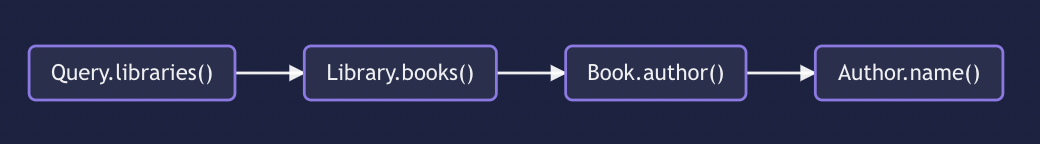 Query.libraries()
Library.books()
Book.author()
Author.name()